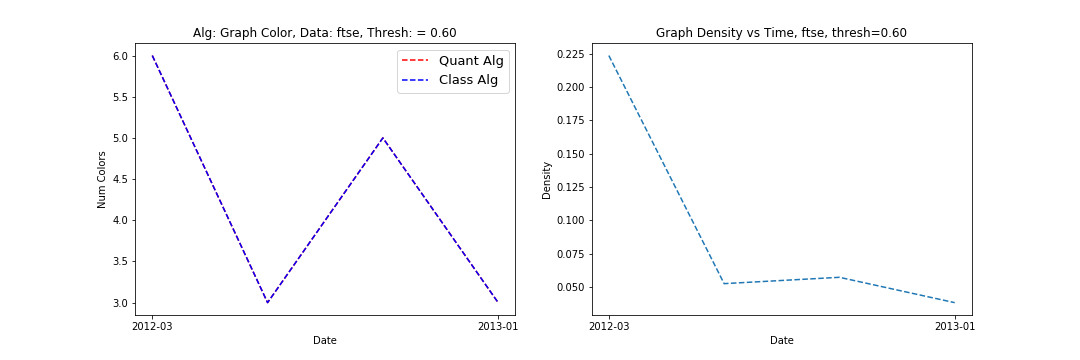 Alg: Graph Color, Data: ftse, Thresh: = 0.60
6.0
5.5
5.0
4.5
4.0
3.5
3.0
Num Colors
Quant Alg
Class Alg
2012-03
2013-01
Date
Graph Density vs Time, ftse, thresh=0.60
0.225
0.200
0.175
0.150
0.125
0.100
0.075
0.050
Density
2012-03
2013-01
Date